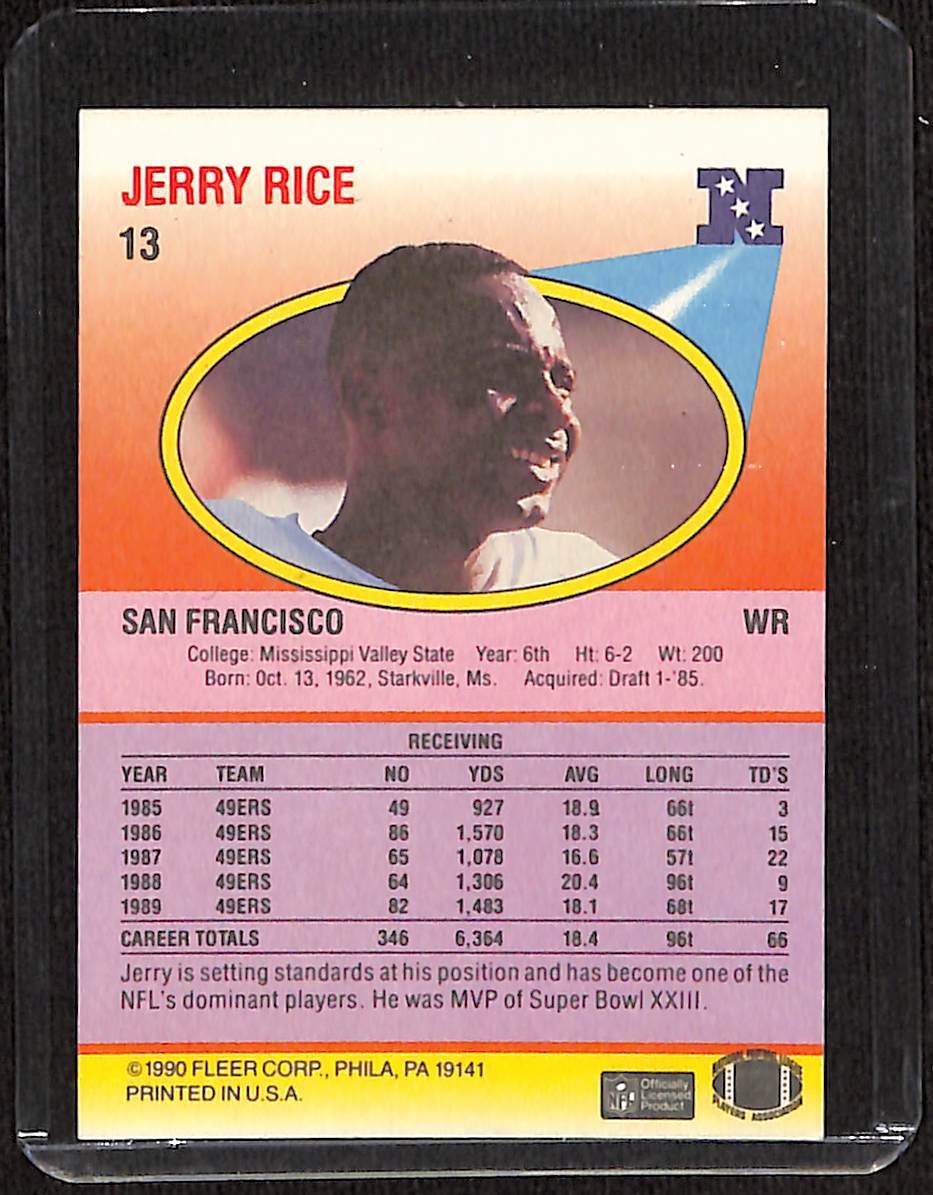 JERRY RICE
13
N
SAN FRANCISCO WR
College: Mississippi Valley State Year: 6th Ht: 6-2 Wt: 200
Born: Oct. 13, 1962, Starkville, Ms. Acquired: Draft 1-'85.
RECEIVING
YEAR TEAM NO YDS AVG LONG TD'S
1985 49ERS 49 927 18.9 66t 3
1986 49ERS 86 1,570 18.3 66t 15
1987 49ERS 65 1,078 16.6 57t 22
1988 49ERS 64 1,306 20.4 96t 9
1989 49ERS 82 1,483 18.1 68t 17
CAREER TOTALS 346 6,364 18.4 96t 66
Jerry is setting standards at his position and has become one of the
NFL's dominant players. He was MVP of Super Bowl XXIII.
©1990 FLEER CORP., PHILA, PA 19141
PRINTED IN U.S.A.
NFL
Officially
Licensed
Product
PLAYERS ASSOCIATION